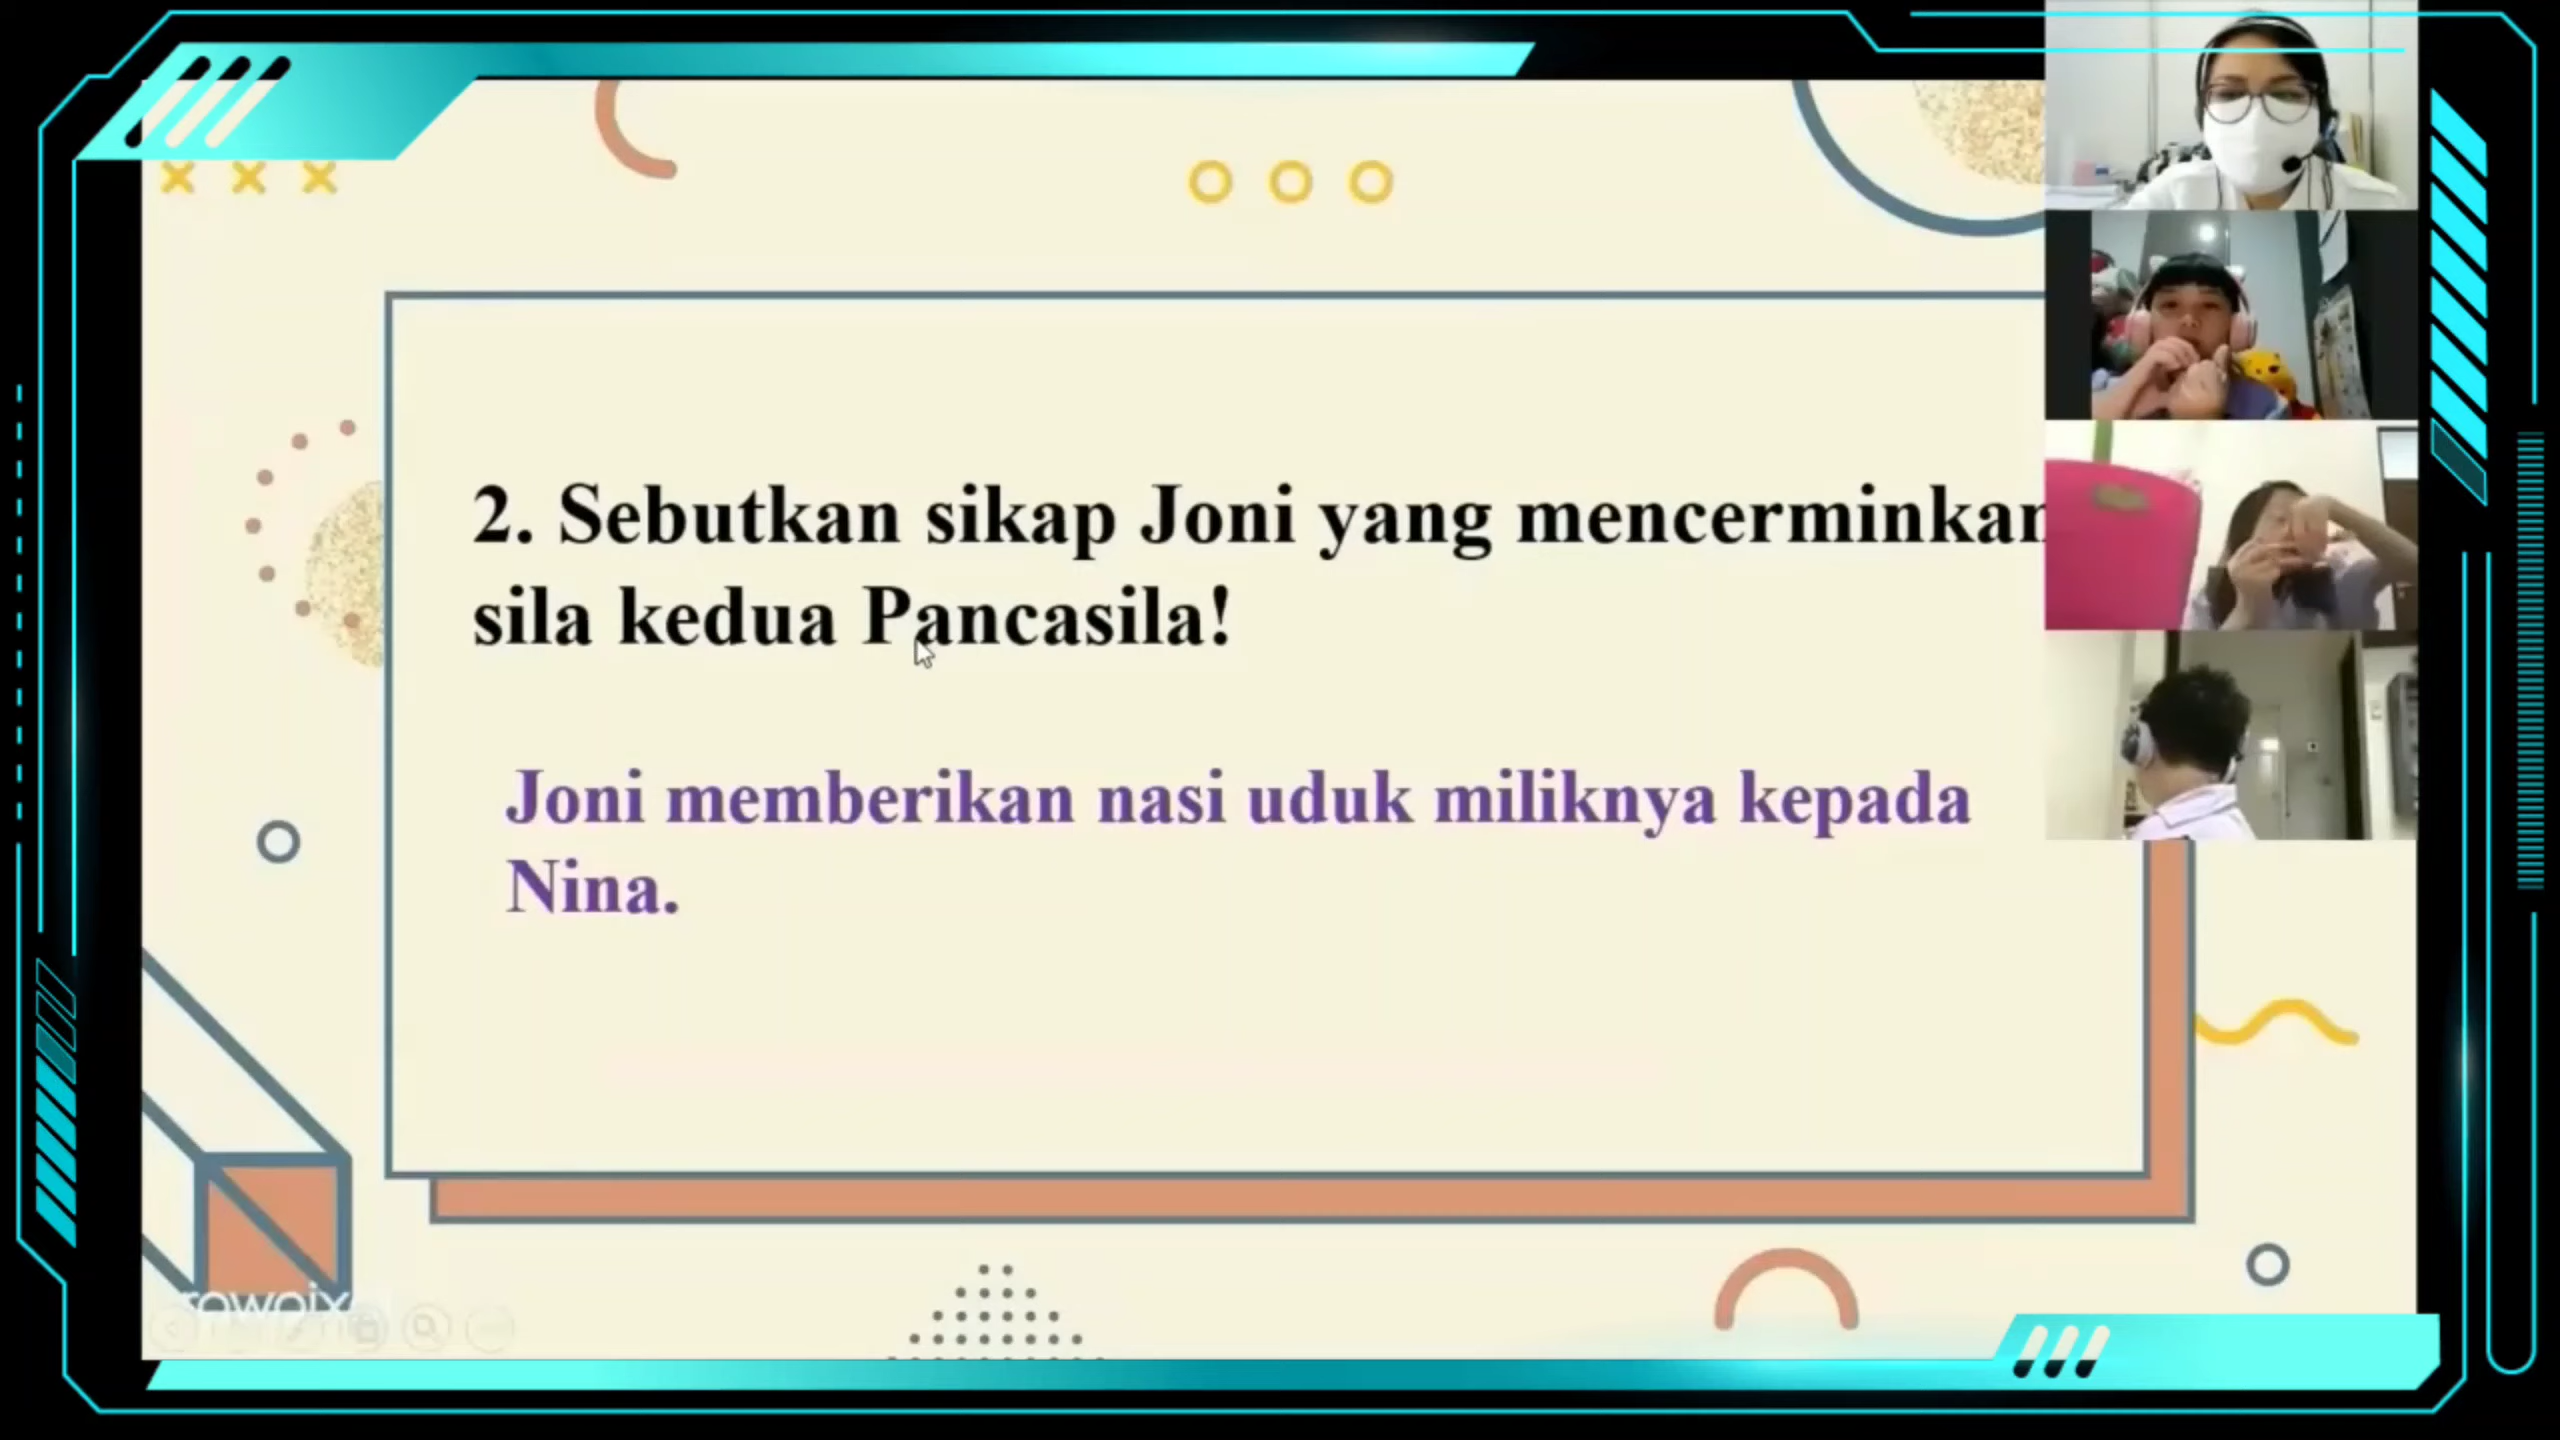 2. Sebutkan sikap Joni yang mencerminkan
sila kedua Pancasila!
Joni memberikan nasi uduk miliknya kepada
Nina.